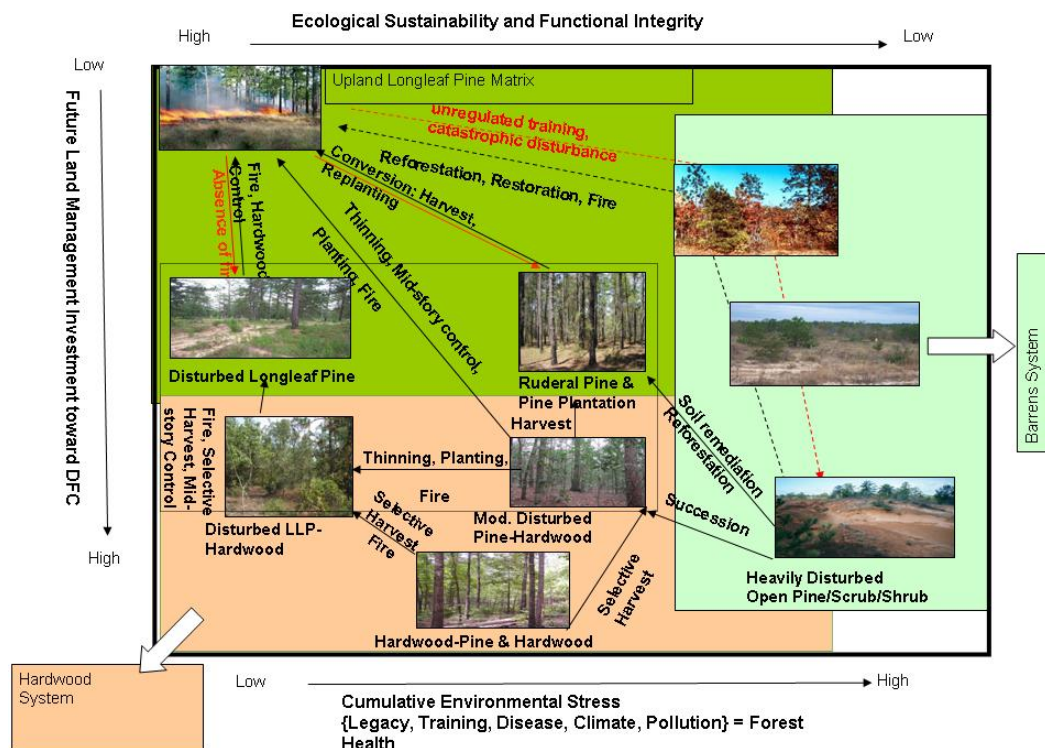 Ecological Sustainability and Functional Integrity
High
Low
Low
Future Land Management Investment toward DFC
High
Upland Longleaf Pine Matrix
unregulated training,
catastrophic disturbance
Reforestation, Restoration, Fire
Conversion: Harvest,
Replanting
Absence of fir
Fire, Hardwood
Control
Thinning, Mid-story control,
Planting, Fire
Disturbed Longleaf Pine
Ruderal Pine &
Pine Plantation
Harvest
Soil remediation
Reforestation
Barrens System
Fire, Selective
Harvest, Mid-
story Control
Thinning, Planting,
Fire
Disturbed LLP-
Hardwood
Selective
Harvest
Fire
Mod. Disturbed
Pine-Hardwood
Succession
Selective
Harvest
Heavily Disturbed
Open Pine/Scrub/Shrub
Hardwood-Pine & Hardwood
Hardwood
System
Low
High
Cumulative Environmental Stress
{Legacy, Training, Disease, Climate, Pollution} = Forest
Health